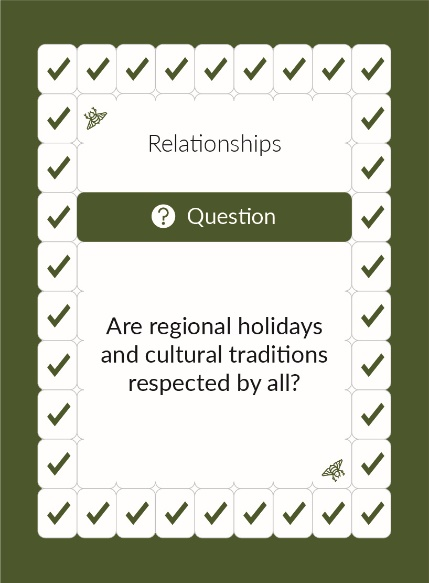 Relationships
? Question
Are regional holidays
and cultural traditions
respected by all?